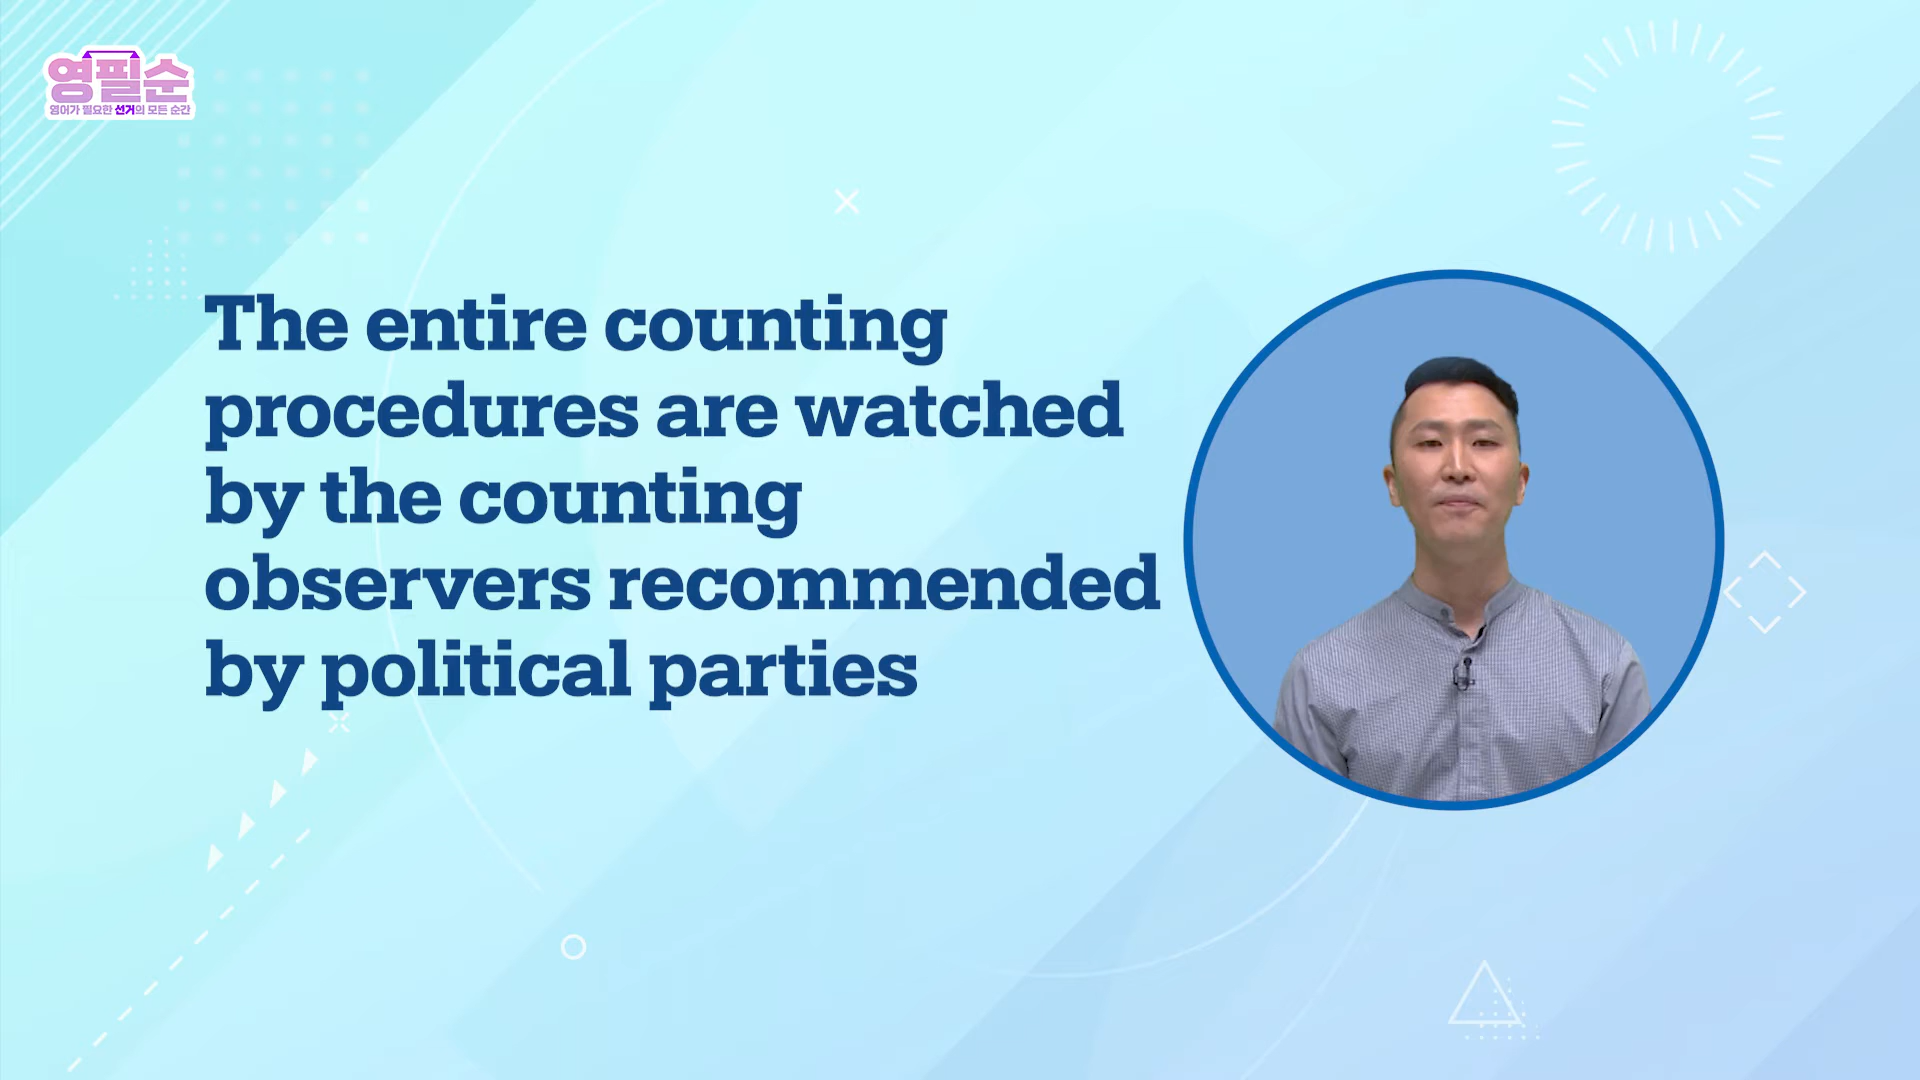 영필순
영어가 필요한 선거의 모든 순간
The entire counting
procedures are watched
by the counting
observers recommended
by political parties